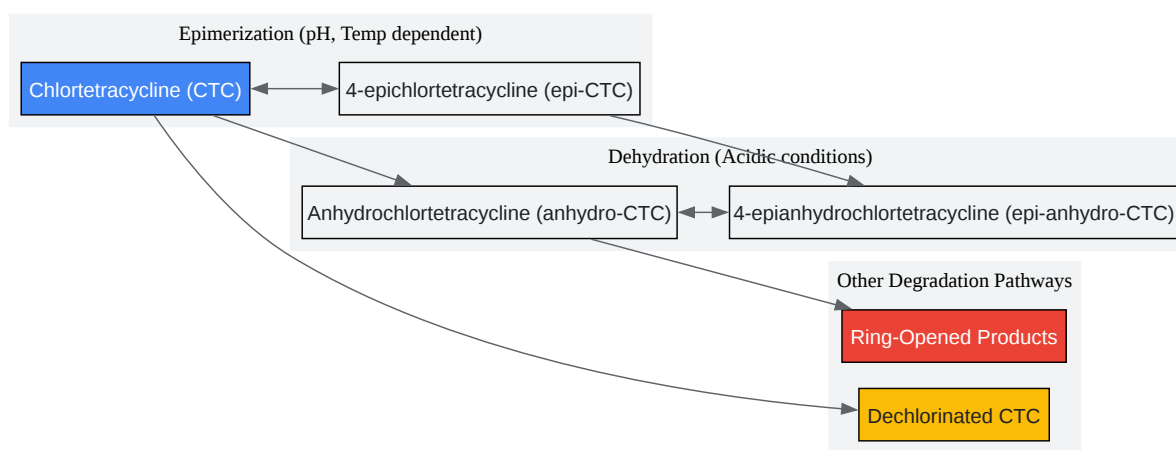 Epimerization (pH, Temp dependent)
Chlortetracycline (CTC)
4-epichlortetracycline (epi-CTC)
Dehydration (Acidic conditions)
Anhydrochlortetracycline (anhydro-CTC)
4-epianhydrochlortetracycline (epi-anhydro-CTC)
Other Degradation Pathways
Ring-Opened Products
Dechlorinated CTC